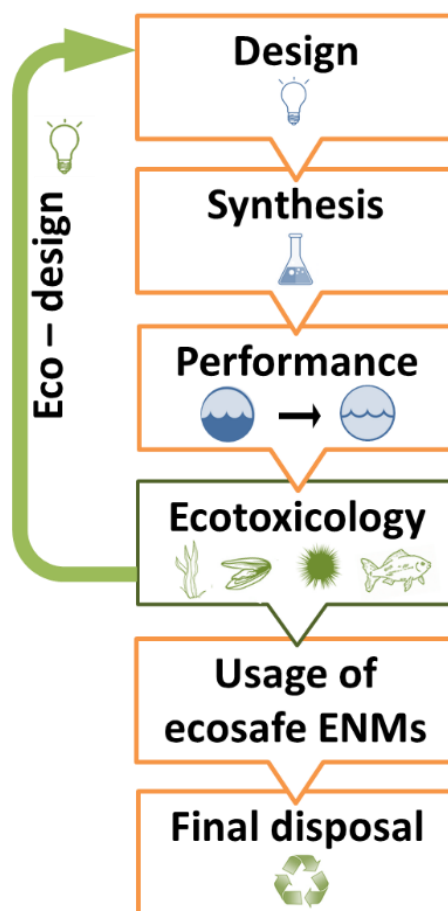 Design
Synthesis
Performance
Ecotoxicology
Usage of
ecosafe ENMs
Final disposal
Eco – design